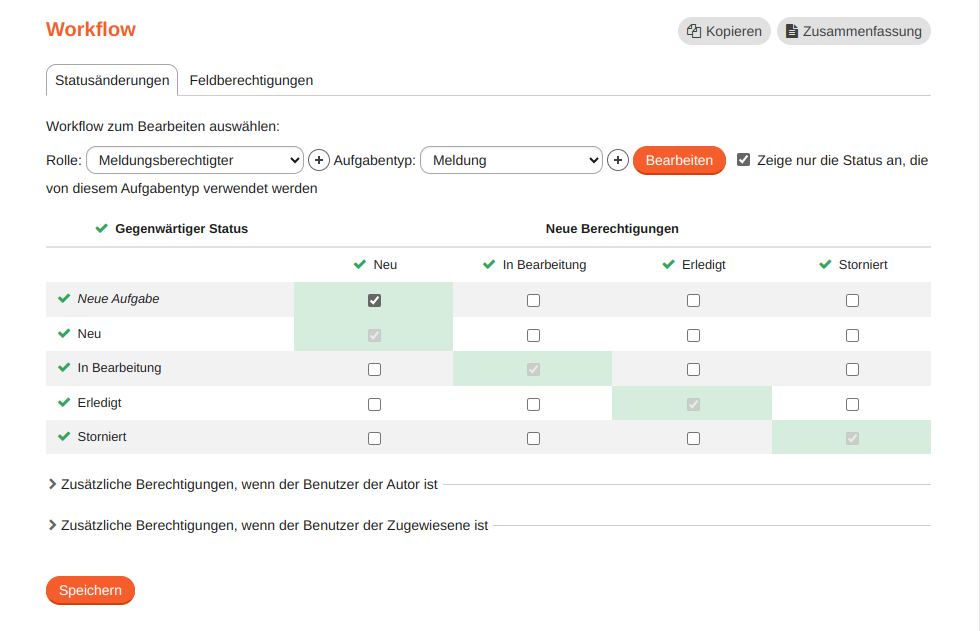 Workflow
Kopieren
Zusammenfassung
Statusänderungen
Feldberechtigungen
Workflow zum Bearbeiten auswählen:
Rolle: Meldungsberechtigter Aufgabentyp: Meldung Bearbeiten Zeige nur die Status an, die
von diesem Aufgabentyp verwendet werden
Gegenwärtiger Status Neue Berechtigungen
Neu In Bearbeitung Erledigt Storniert
Neue Aufgabe
Neu
In Bearbeitung
Erledigt
Storniert
Zusätzliche Berechtigungen, wenn der Benutzer der Autor ist
Zusätzliche Berechtigungen, wenn der Benutzer der Zugewiesene ist
Speichern